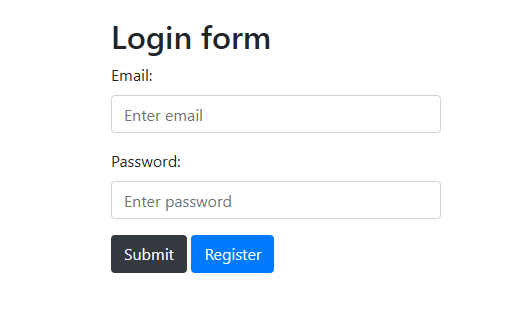 Login form
Email:
Enter email
Password:
Enter password
Submit Register